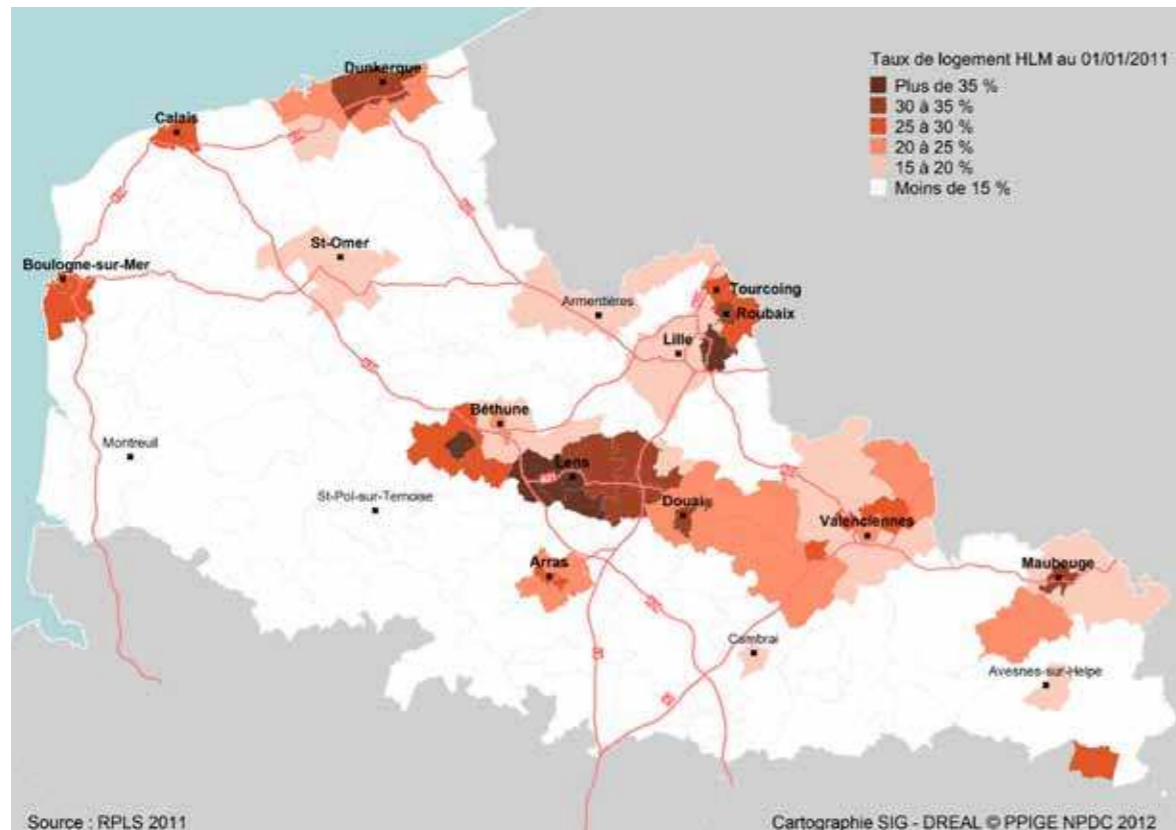 Taux de logement HLM au 01/01/2011
Plus de 35 %
30 à 35 %
25 à 30 %
20 à 25 %
15 à 20 %
Moins de 15 %
Dunkerque
Calais
St-Omer
Boulogne-sur-Mer
Tourcoing
Armentières
Roubaix
Lille
Béthune
Montreuil
Lens
St-Pol-sur-Ternoise
Douai
Valenciennes
Arras
Maubeuge
Cambrai
Avesnes-sur-Helpe
Source : RPLS 2011
Cartographie SIG - DREAL © PPIGE NPDC 2012